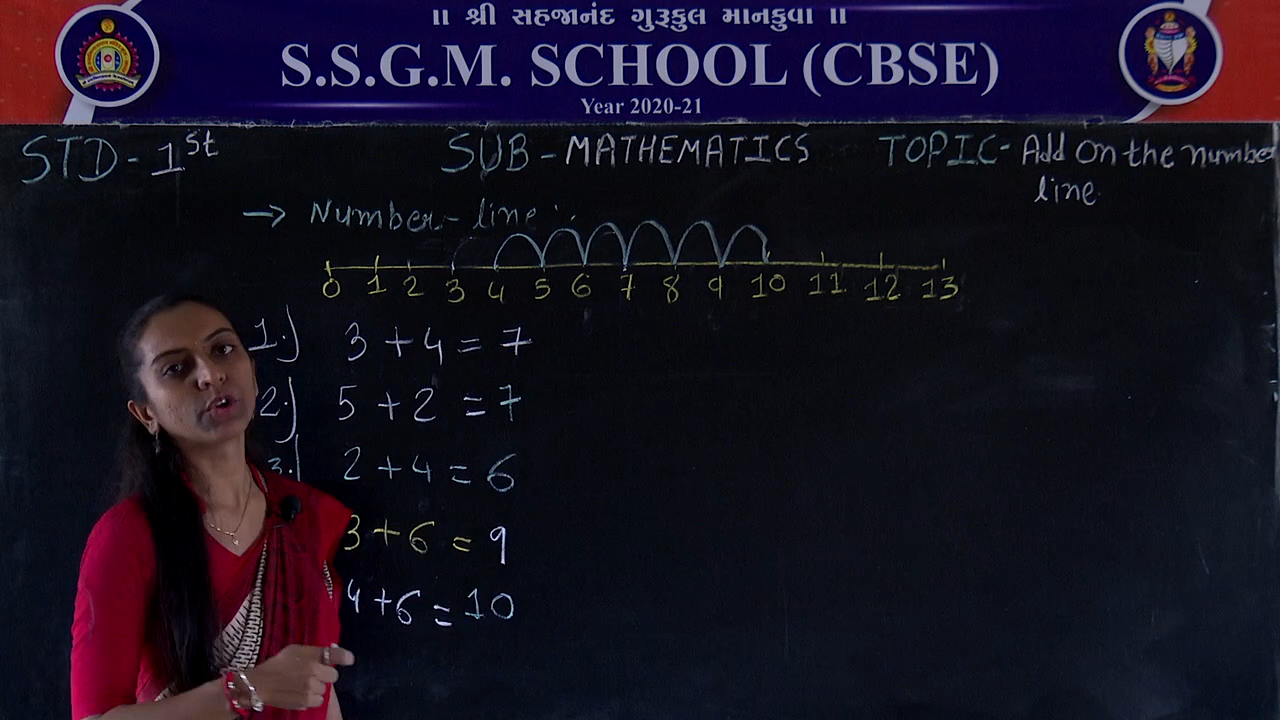 ॥ શ્રી સહજાનંદ ગુરૂકુલ માનકુવા ॥
S.S.G.M. SCHOOL (CBSE)
Year 2020-21
STD - 1st SUB - MATHEMATICS TOPIC - Add on the number line.
→ Number-line :
0 1 2 3 4 5 6 7 8 9 10 11 12 13
1.) 3 + 4 = 7
2.) 5 + 2 = 7
3.) 2 + 4 = 6
3 + 6 = 9
4 + 6 = 10